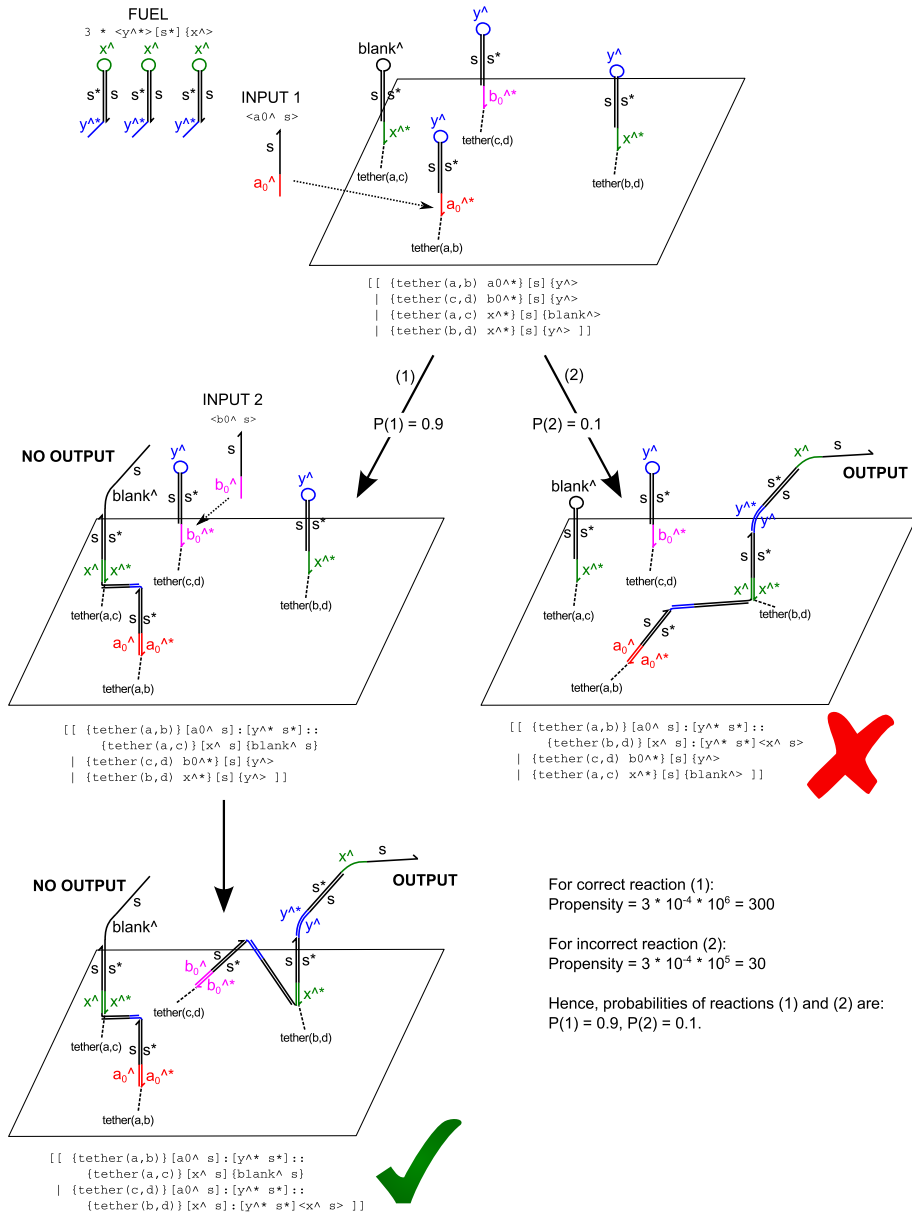 FUEL
3 * <y^*>[s*]{x^>
x^ x^ x^
s* s s* s s* s
y^* y^* y^*
INPUT 1
<a0^ s>
s
a₀^
blank^
s s*
x^*
tether(a,c)
y^
s s*
b₀^*
tether(c,d)
y^
s s*
x^*
tether(b,d)
y^
s s*
a₀^*
tether(a,b)
[[ {tether(a,b) a0^*}[s]{y^>
| {tether(c,d) b0^*}[s]{y^>
| {tether(a,c) x^*}[s]{blank^>
| {tether(b,d) x^*}[s]{y^> ]]
(1)
P(1) = 0.9
(2)
P(2) = 0.1
INPUT 2
<b0^ s>
s
b₀^
NO OUTPUT
s
blank^
s s*
x^ x^*
tether(a,c)
s s*
a₀^ a₀^*
tether(a,b)
y^
s s*
b₀^*
tether(c,d)
y^
s s*
x^*
tether(b,d)
[[ {tether(a,b)}[a0^ s]:[y^* s*]::
{tether(a,c)}[x^ s]{blank^ s}
| {tether(c,d) b0^*}[s]{y^>
| {tether(b,d) x^*}[s]{y^> ]]
blank^
s s*
x^*
tether(a,c)
y^
s s*
b₀^*
tether(c,d)
x^ s
OUTPUT
s* s
y^* y^
s s*
x^ x^*
tether(b,d)
s s*
a₀^ a₀^*
tether(a,b)
[[ {tether(a,b)}[a0^ s]:[y^* s*]::
{tether(b,d)}[x^ s]:[y^* s*]<x^ s>
| {tether(c,d) b0^*}[s]{y^>
| {tether(a,c) x^*}[s]{blank^> ]]
NO OUTPUT
s
blank^
s s*
x^ x^*
tether(a,c)
s s*
a₀^ a₀^*
tether(a,b)
s s*
b₀^ b₀^*
tether(c,d)
x^ s
OUTPUT
s* s
y^* y^
s s*
x^*
tether(b,d)
[[ {tether(a,b)}[a0^ s]:[y^* s*]::
{tether(a,c)}[x^ s]{blank^ s}
| {tether(c,d)}[a0^ s]:[y^* s*]::
{tether(b,d)}[x^ s]:[y^* s*]<x^ s> ]]
For correct reaction (1):
Propensity = 3 * 10⁻⁴ * 10⁶ = 300
For incorrect reaction (2):
Propensity = 3 * 10⁻⁴ * 10⁵ = 30
Hence, probabilities of reactions (1) and (2) are:
P(1) = 0.9, P(2) = 0.1.